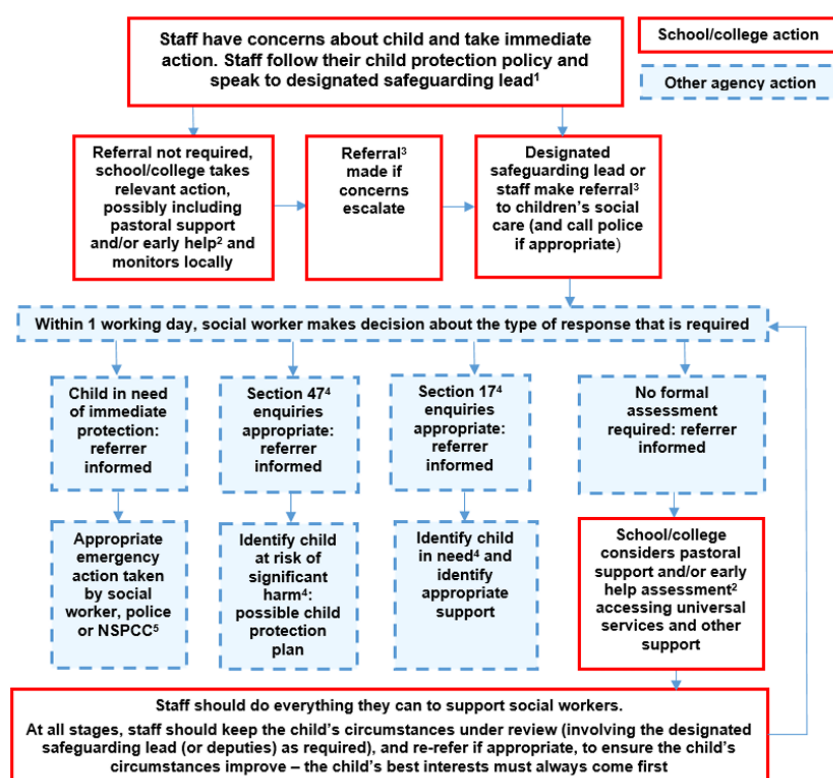 Staff have concerns about child and take immediate
action. Staff follow their child protection policy and
speak to designated safeguarding lead¹
School/college action
Other agency action
Referral not required,
school/college takes
relevant action,
possibly including
pastoral support
and/or early help² and
monitors locally
Referral³
made if
concerns
escalate
Designated
safeguarding lead or
staff make referral³
to children’s social
care (and call police
if appropriate)
Within 1 working day, social worker makes decision about the type of response that is required
Child in need
of immediate
protection:
referrer
informed
Section 47⁴
enquiries
appropriate:
referrer
informed
Section 17⁴
enquiries
appropriate:
referrer
informed
No formal
assessment
required: referrer
informed
Appropriate
emergency
action taken
by social
worker, police
or NSPCC⁵
Identify child
at risk of
significant
harm⁴:
possible child
protection
plan
Identify child
in need⁴ and
identify
appropriate
support
School/college
considers pastoral
support and/or early
help assessment²
accessing universal
services and other
support
Staff should do everything they can to support social workers.
At all stages, staff should keep the child’s circumstances under review (involving the designated
safeguarding lead (or deputies) as required), and re-refer if appropriate, to ensure the child’s
circumstances improve – the child’s best interests must always come first